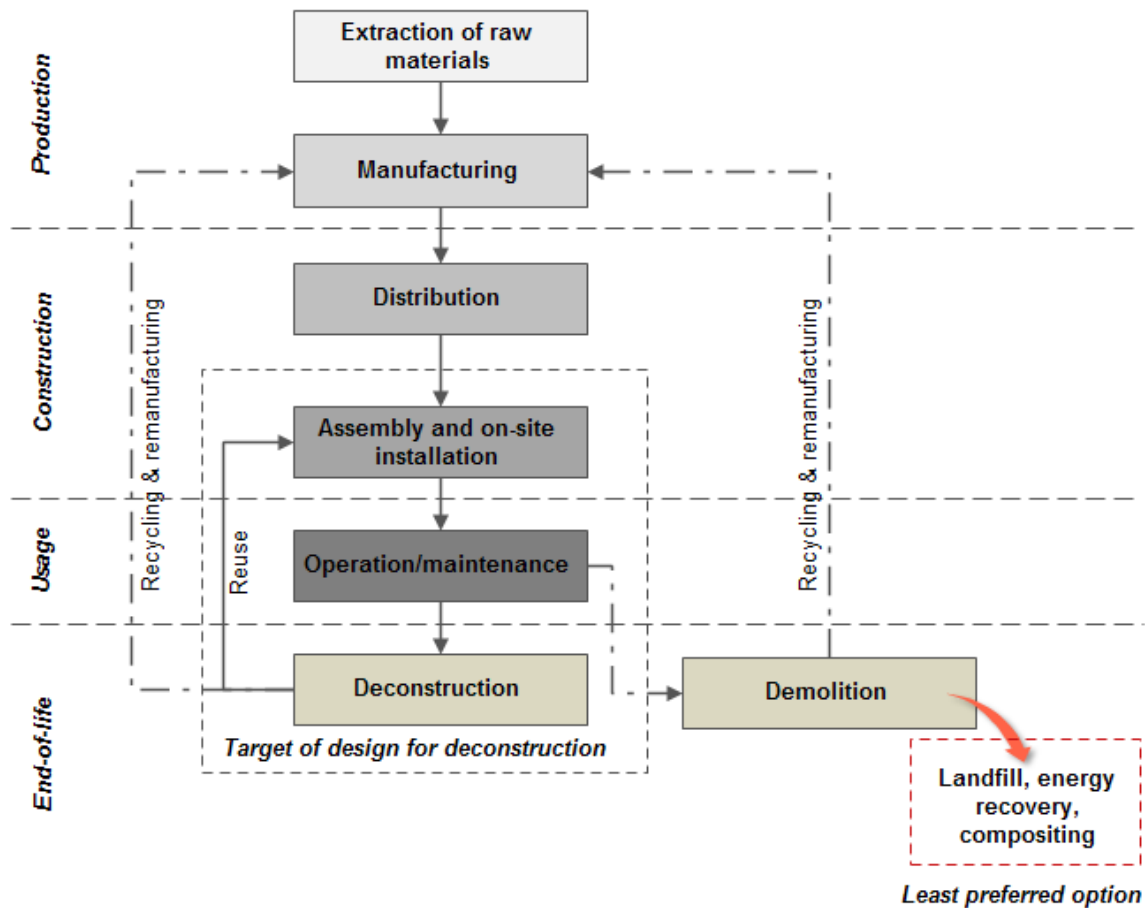 Extraction of raw
materials
Production
Manufacturing
Distribution
Construction
Recycling & remanufacturing
Recycling & remanufacturing
Assembly and on-site
installation
Usage
Reuse
Operation/maintenance
End-of-life
Deconstruction
Demolition
Target of design for deconstruction
Landfill, energy
recovery,
compositing
Least preferred option